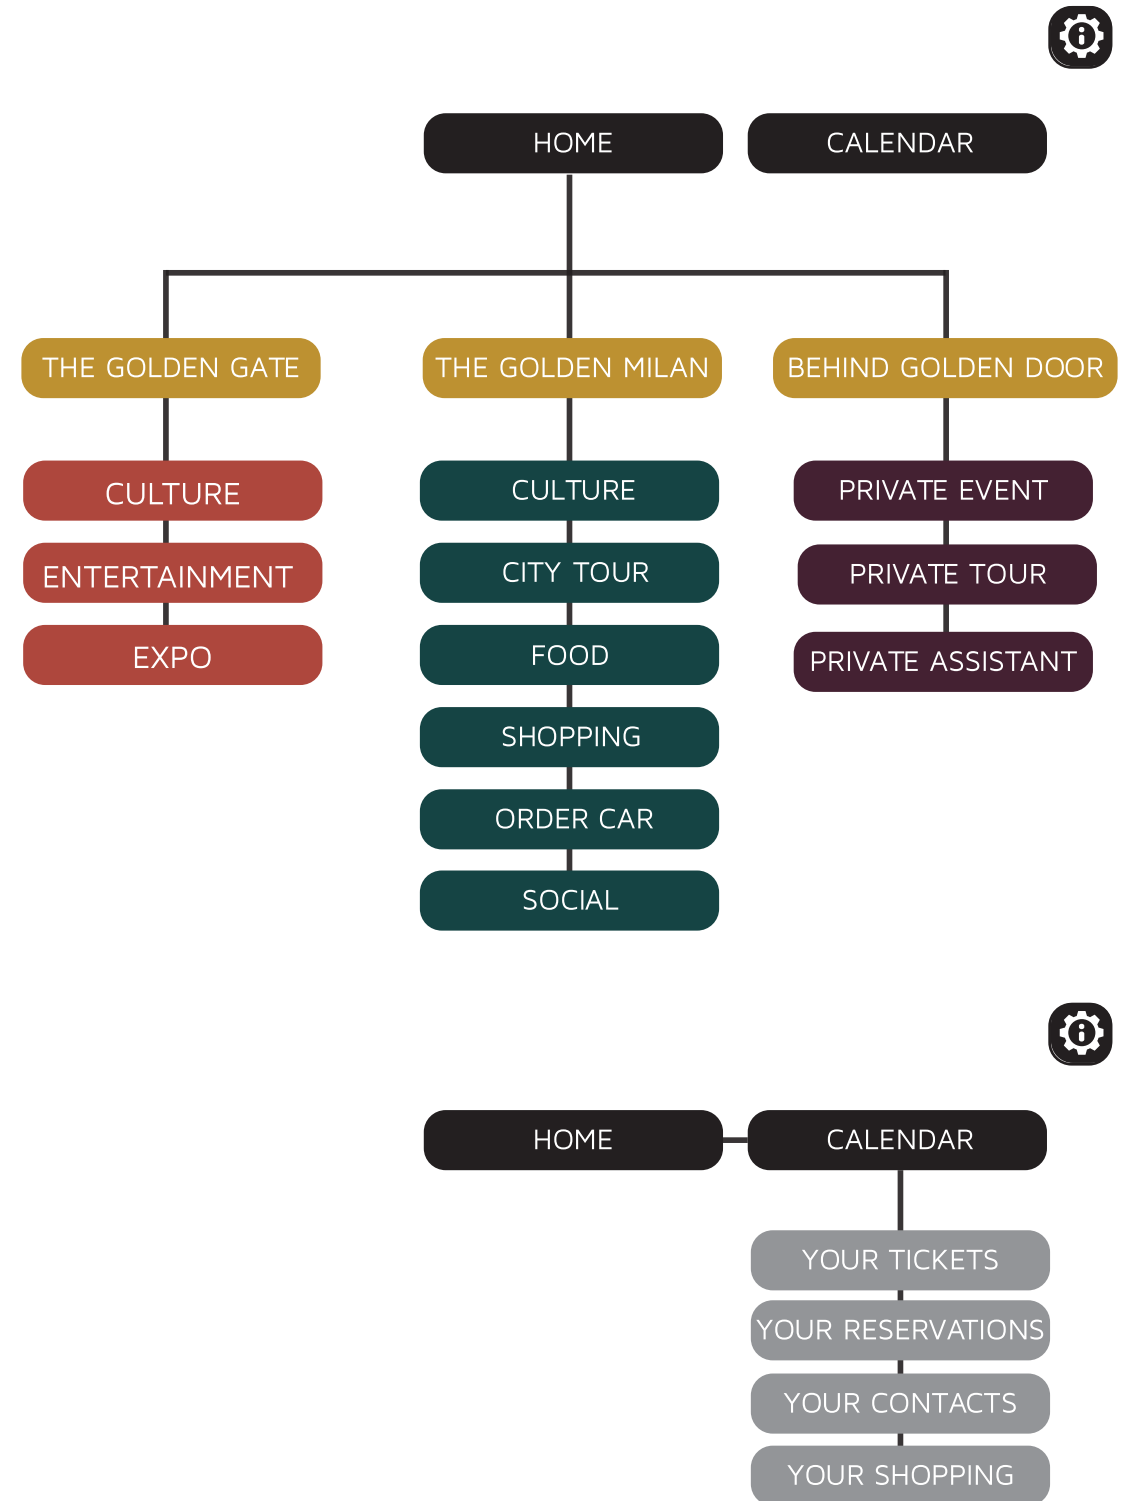 HOME
CALENDAR
THE GOLDEN GATE
THE GOLDEN MILAN
BEHIND GOLDEN DOOR
CULTURE
ENTERTAINMENT
EXPO
CULTURE
CITY TOUR
FOOD
SHOPPING
ORDER CAR
SOCIAL
PRIVATE EVENT
PRIVATE TOUR
PRIVATE ASSISTANT
HOME
CALENDAR
YOUR TICKETS
YOUR RESERVATIONS
YOUR CONTACTS
YOUR SHOPPING